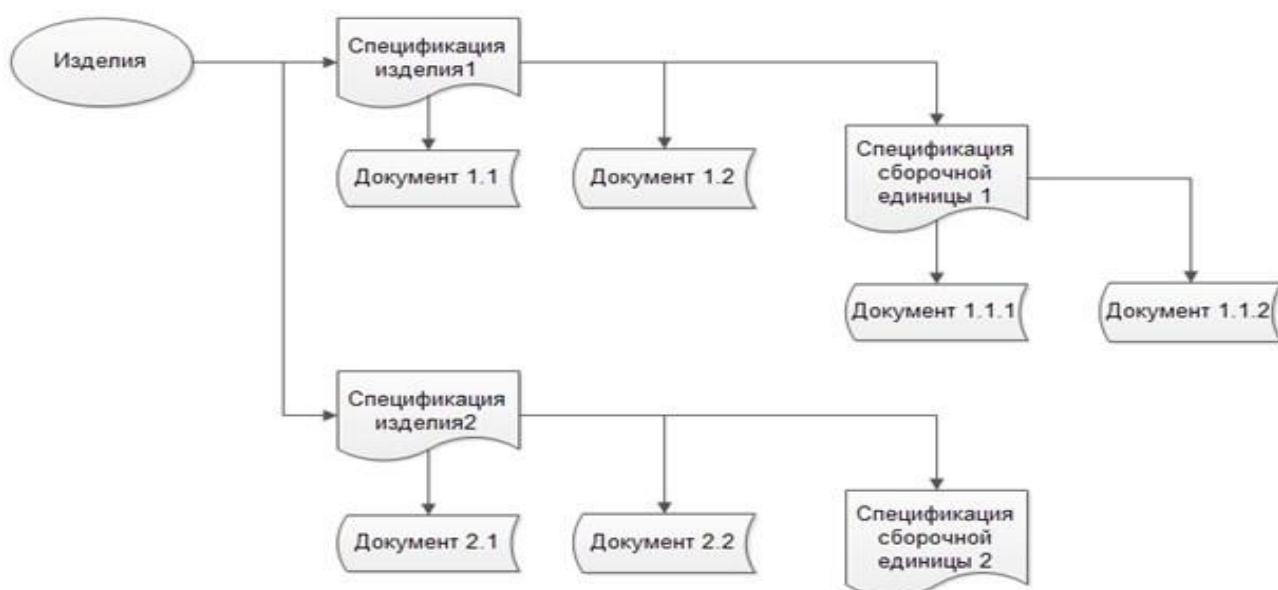 Изделия
Спецификация
изделия1
Документ 1.1
Документ 1.2
Спецификация
сборочной
единицы 1
Документ 1.1.1
Документ 1.1.2
Спецификация
изделия2
Документ 2.1
Документ 2.2
Спецификация
сборочной
единицы 2